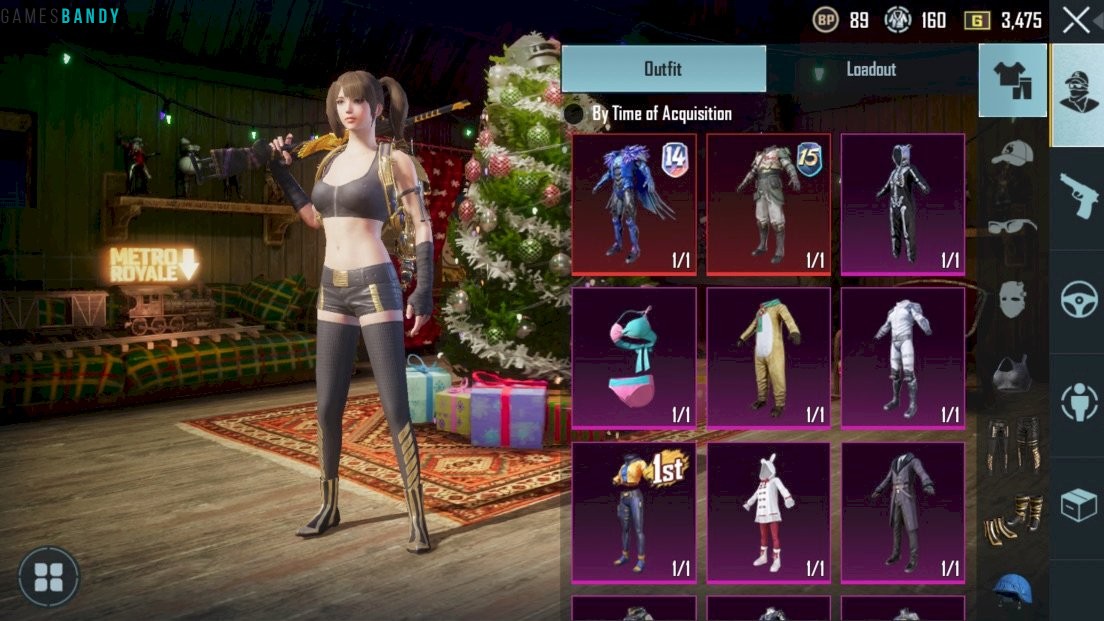 GAMESBANDY
BP 89 160 G 3,475
Outfit Loadout
By Time of Acquisition
14
15
1/1 1/1 1/1
METRO
ROYALE
1/1 1/1 1/1
1st
1/1 1/1 1/1